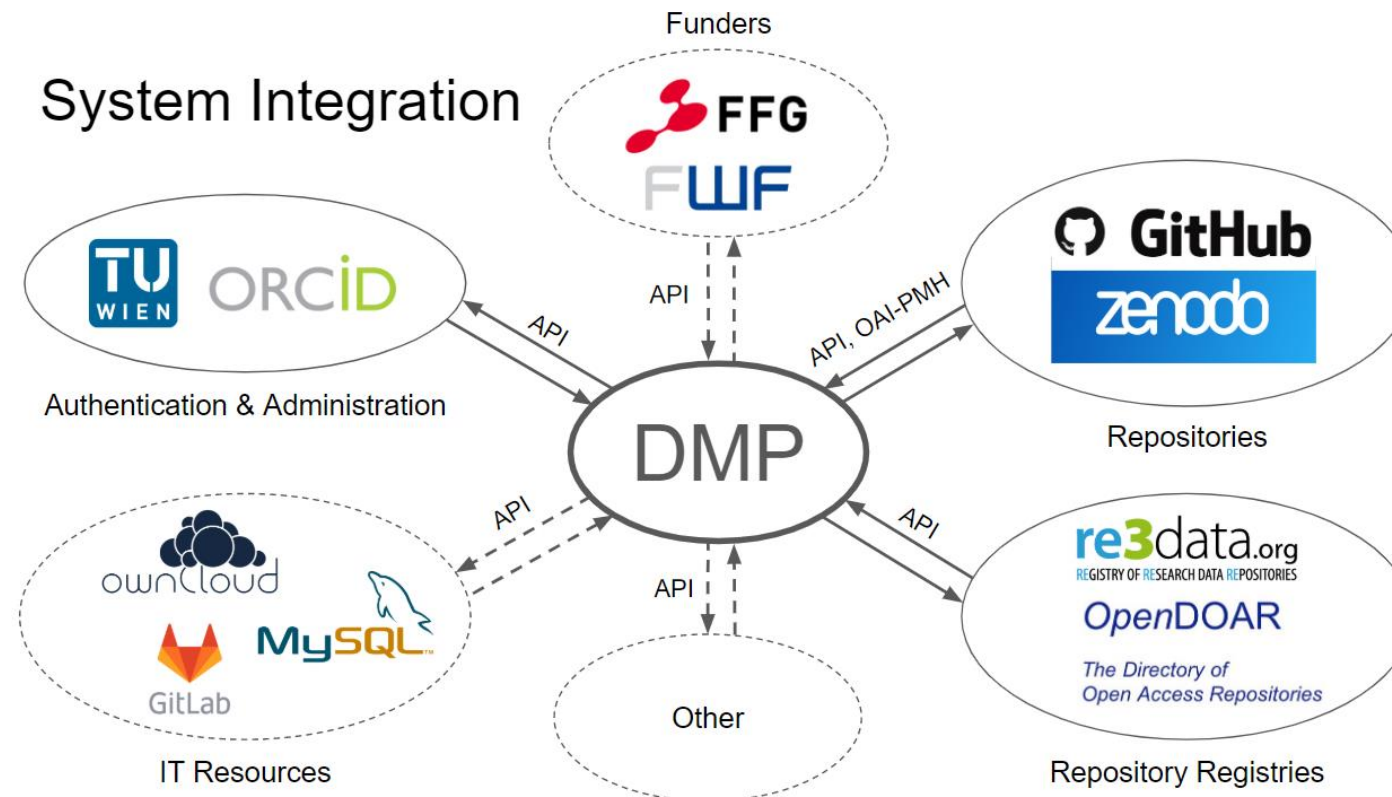 Funders
System Integration
FFG
FWF
TU
WIEN
ORCiD
Authentication & Administration
API
API
API, OAI-PMH
GitHub
zenodo
Repositories
DMP
API
API
API
ownCloud
MySQL™
GitLab
IT Resources
Other
re3data.org
REGISTRY OF RESEARCH DATA REPOSITORIES
OpenDOAR
The Directory of
Open Access Repositories
Repository Registries